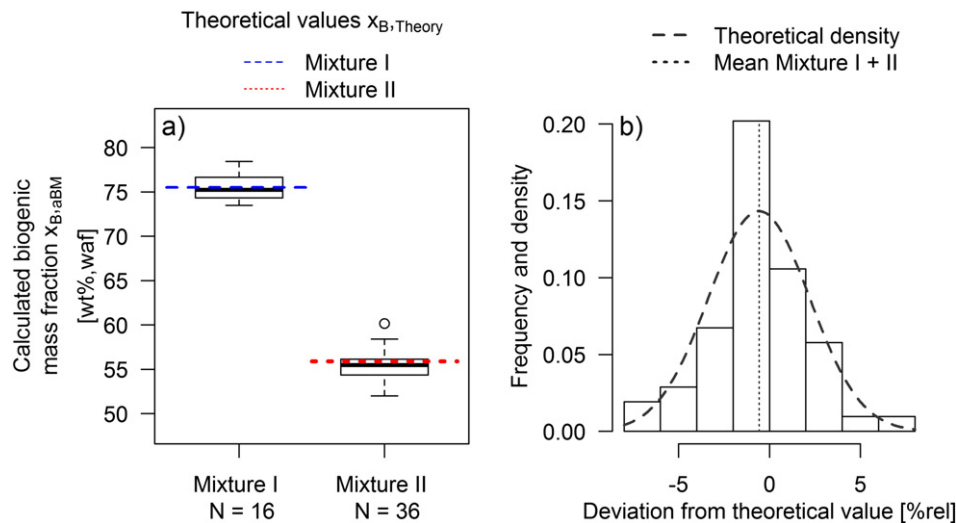 Theoretical values x_B,Theory
Mixture I
Mixture II
a)
Calculated biogenic
mass fraction x_B,aBM
[wt%,waf]
80
75
70
65
60
55
50
Mixture I
N = 16
Mixture II
N = 36
Theoretical density
Mean Mixture I + II
b)
Frequency and density
0.20
0.15
0.10
0.05
0.00
-5
0
5
Deviation from theoretical value [%rel]